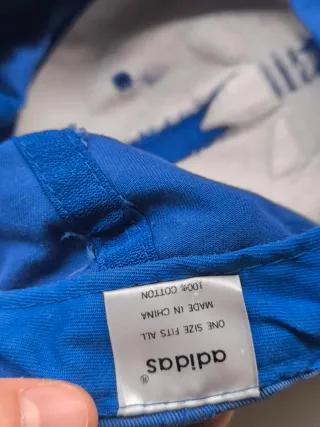 adidas®
ONE SIZE FITS ALL
MADE IN CHINA
100% COTTON